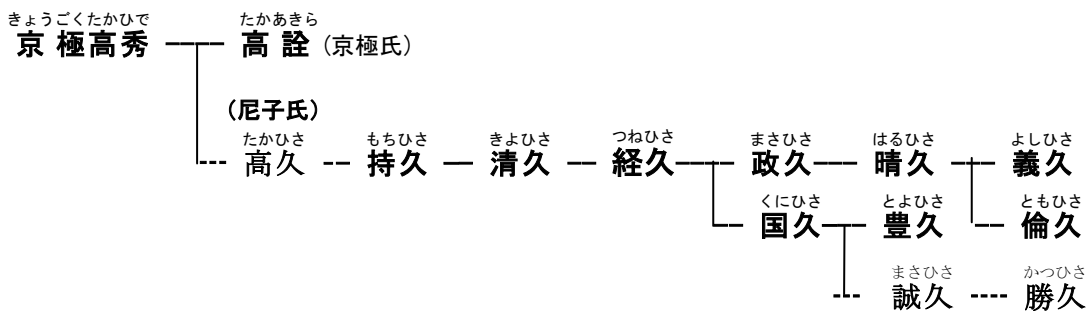 きょうごくたかひで たかあきら
京極高秀 高詮(京極氏)
(尼子氏)
たかひさ もちひさ きよひさ つねひさ まさひさ はるひさ よしひさ
高久 持久 清久 経久 政久 晴久 義久
くにひさ とよひさ ともひさ
国久 豊久 倫久
まさひさ かつひさ
誠久 勝久